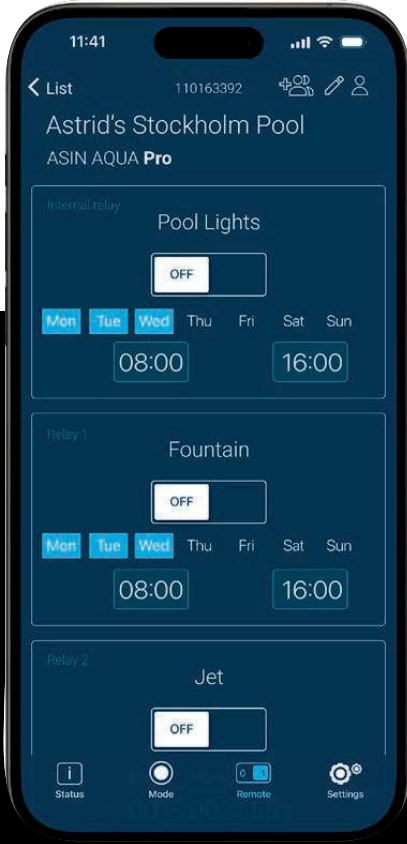 11:41
List 110163392
Astrid's Stockholm Pool
ASIN AQUA Pro
Internal relay
Pool Lights
OFF
Mon Tue Wed Thu Fri Sat Sun
08:00 16:00
Relay 1
Fountain
OFF
Mon Tue Wed Thu Fri Sat Sun
08:00 16:00
Relay 2
Jet
OFF
i 0 1
Status Mode Remote Settings